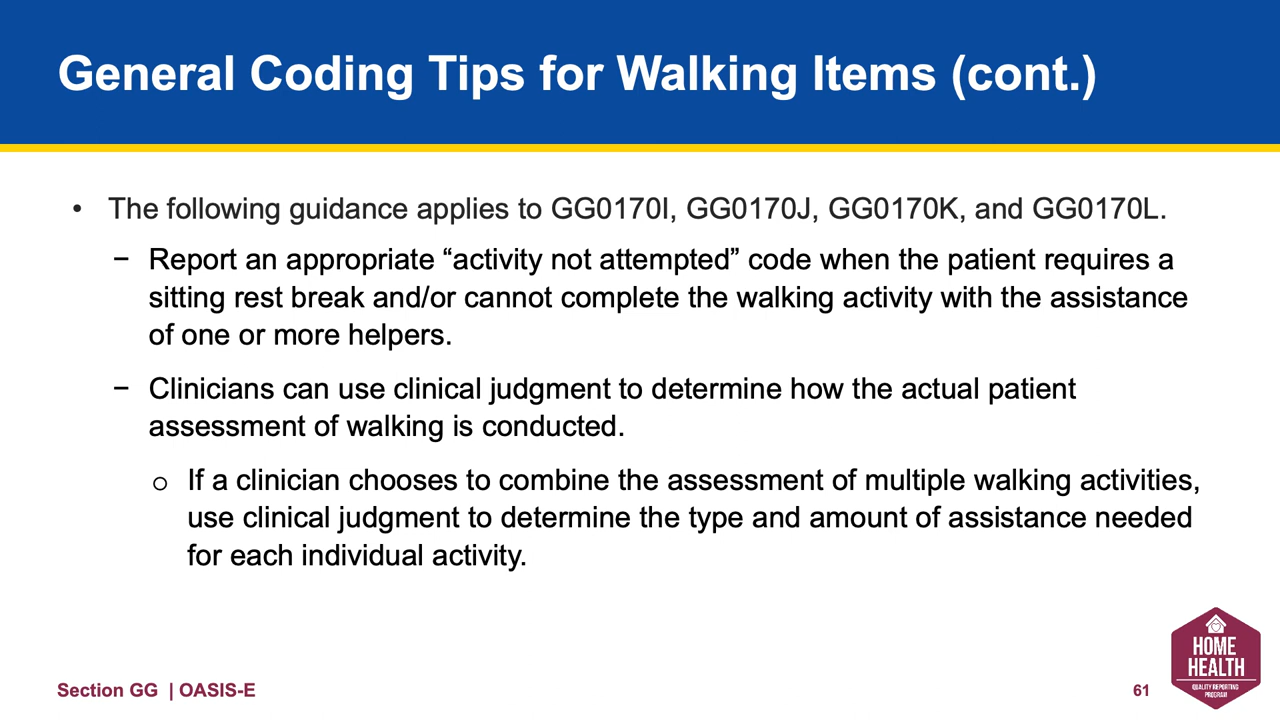 General Coding Tips for Walking Items (cont.)
• The following guidance applies to GG0170I, GG0170J, GG0170K, and GG0170L.
− Report an appropriate “activity not attempted” code when the patient requires a
sitting rest break and/or cannot complete the walking activity with the assistance
of one or more helpers.
− Clinicians can use clinical judgment to determine how the actual patient
assessment of walking is conducted.
o If a clinician chooses to combine the assessment of multiple walking activities,
use clinical judgment to determine the type and amount of assistance needed
for each individual activity.
Section GG | OASIS-E
61
HOME
HEALTH
QUALITY REPORTING
PROGRAM